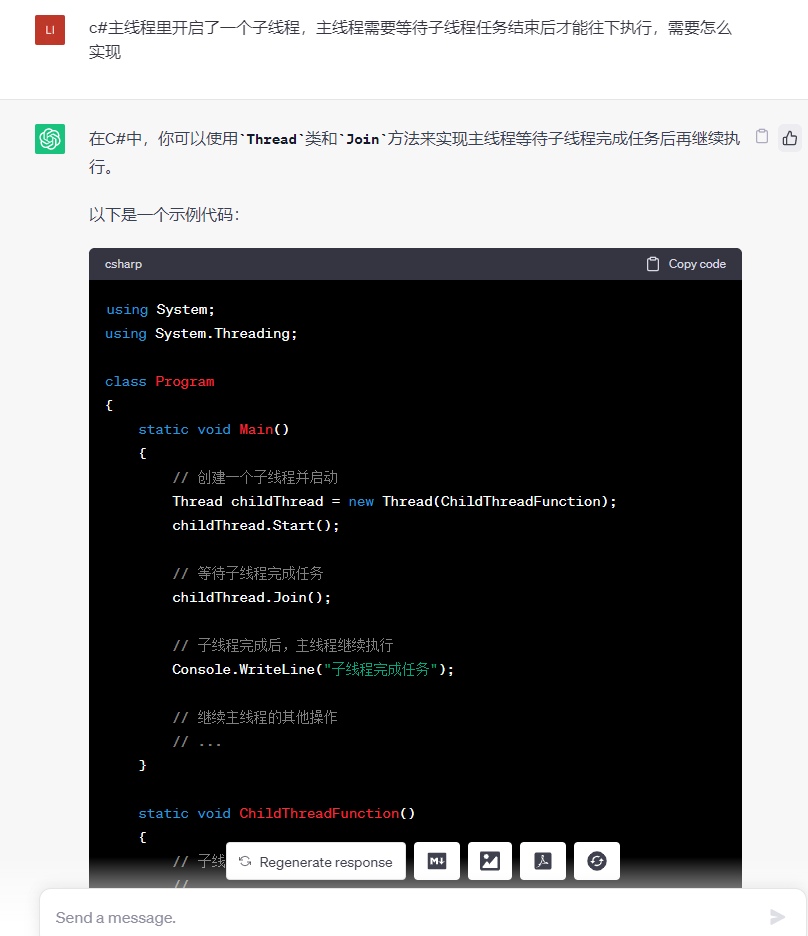 LI
c#主线程里开启了一个子线程，主线程需要等待子线程任务结束后才能往下执行，需要怎么
实现
在C#中，你可以使用`Thread`类和`Join`方法来实现主线程等待子线程完成任务后再继续执
行。
以下是一个示例代码：
csharp
Copy code
using System;
using System.Threading;
class Program
{
static void Main()
{
// 创建一个子线程并启动
Thread childThread = new Thread(ChildThreadFunction);
childThread.Start();
// 等待子线程完成任务
childThread.Join();
// 子线程完成后，主线程继续执行
Console.WriteLine("子线程完成任务");
// 继续主线程的其他操作
// ...
}
static void ChildThreadFunction()
{
// 子线
Regenerate response
M↓
//
Send a message.